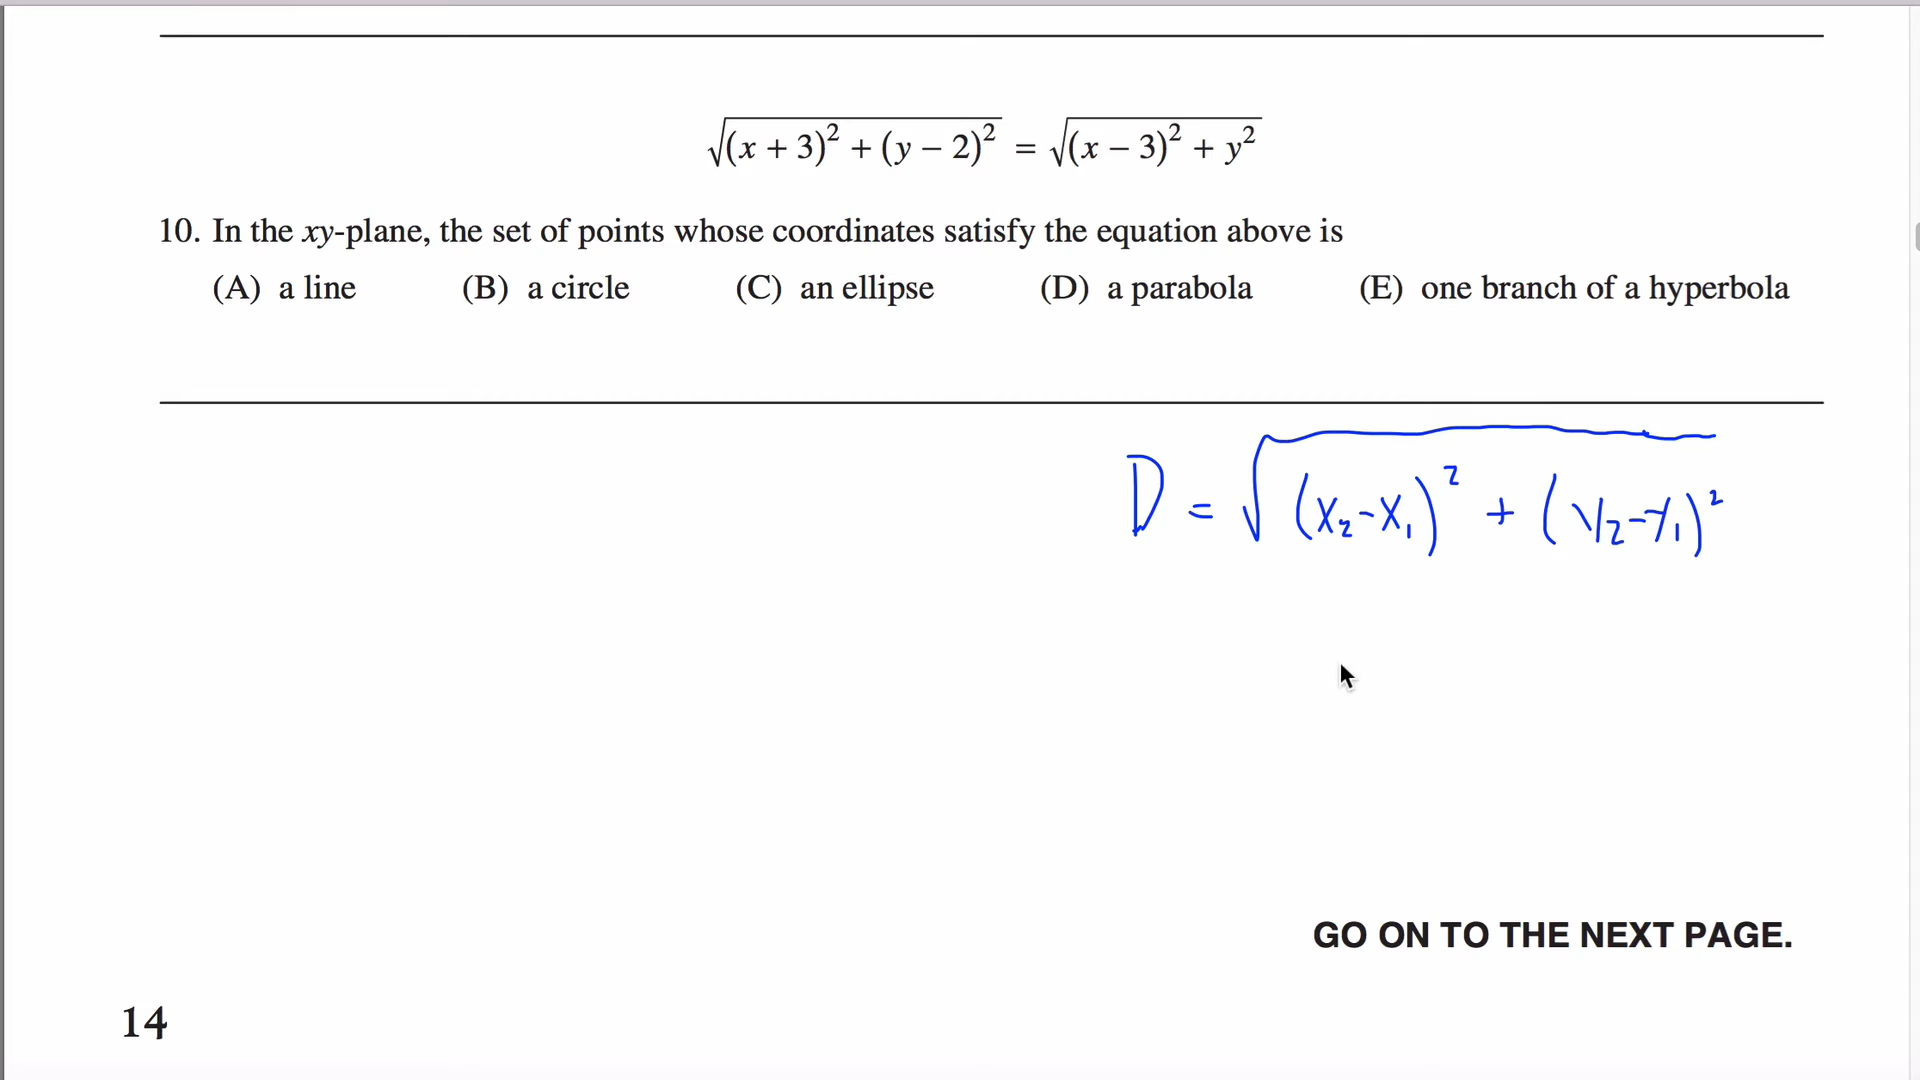 √(x + 3)² + (y − 2)² = √(x − 3)² + y²
10. In the xy-plane, the set of points whose coordinates satisfy the equation above is
(A) a line (B) a circle (C) an ellipse (D) a parabola (E) one branch of a hyperbola
D = √(x₂-x₁)² + (y₂-y₁)²
GO ON TO THE NEXT PAGE.
14